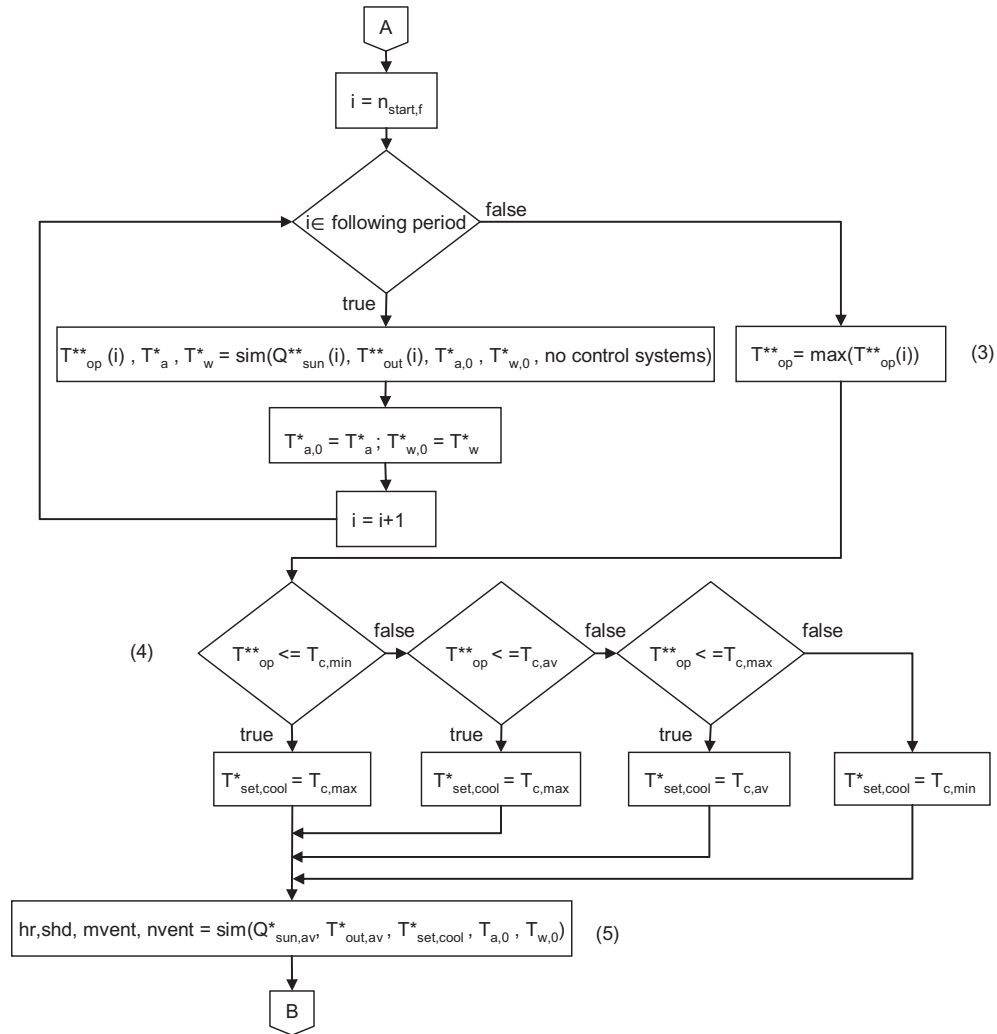 A
i = n_start,f
i∈ following period
false
true
T**_op (i) , T*_a , T*_w = sim(Q**_sun(i), T**_out(i), T*_a,0 , T*_w,0 , no control systems)
T**_op= max(T**_op(i))
(3)
T*_a,0 = T*_a ; T*_w,0 = T*_w
i = i+1
(4)
T**_op <= T_c,min
false
T**_op < =T_c,av
false
T**_op < =T_c,max
false
true
true
true
T*_set,cool = T_c,max
T*_set,cool = T_c,max
T*_set,cool = T_c,av
T*_set,cool = T_c,min
hr,shd, mvent, nvent = sim(Q*_sun,av, T*_out,av , T*_set,cool , T_a,0 , T_w,0)
(5)
B